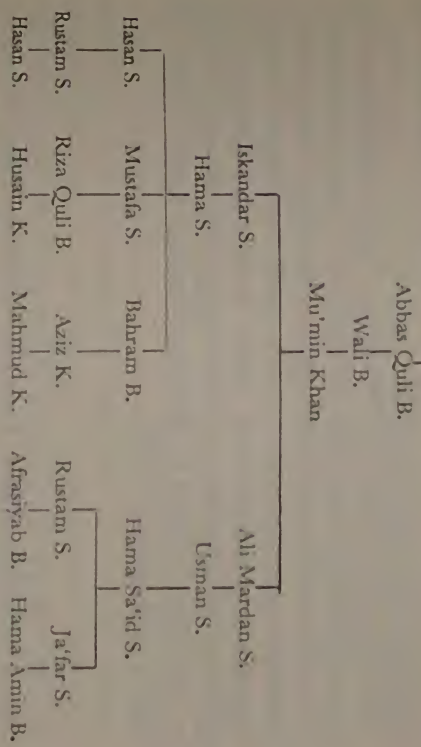 Abbas Quli B.
Wali B.
Mu'min Khan
Iskandar S.
Ali Mardan S.
Hama S.
Usman S.
Hasan S.
Mustafa S.
Bahram B.
Hama Sa'id S.
Rustam S.
Riza Quli B.
Aziz K.
Rustam S.
Ja'far S.
Hasan S.
Husain K.
Mahmud K.
Afrasiyab B.
Hama Amin B.